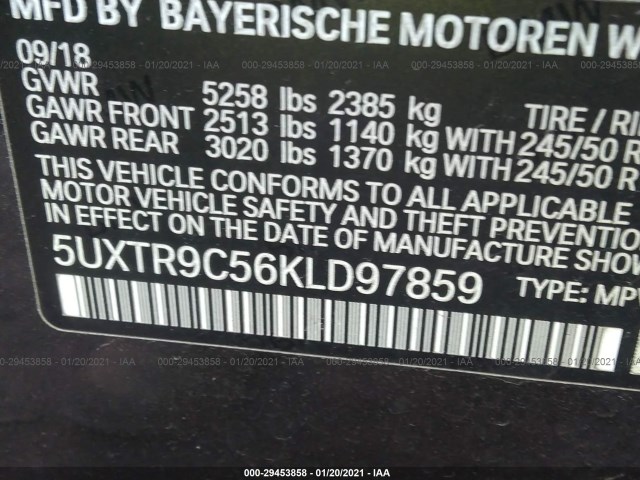 MFD BY BAYERISCHE MOTOREN W
09/18
GVWR 5258 lbs 2385 kg TIRE / RI
GAWR FRONT 2513 lbs 1140 kg WITH 245/50 R
GAWR REAR 3020 lbs 1370 kg WITH 245/50 R
THIS VEHICLE CONFORMS TO ALL APPLICABLE
MOTOR VEHICLE SAFETY AND THEFT PREVENTIO
IN EFFECT ON THE DATE OF MANUFACTURE SHOW
5UXTR9C56KLD97859 TYPE: MPV
000-29453858 - 01/20/2021 - IAA